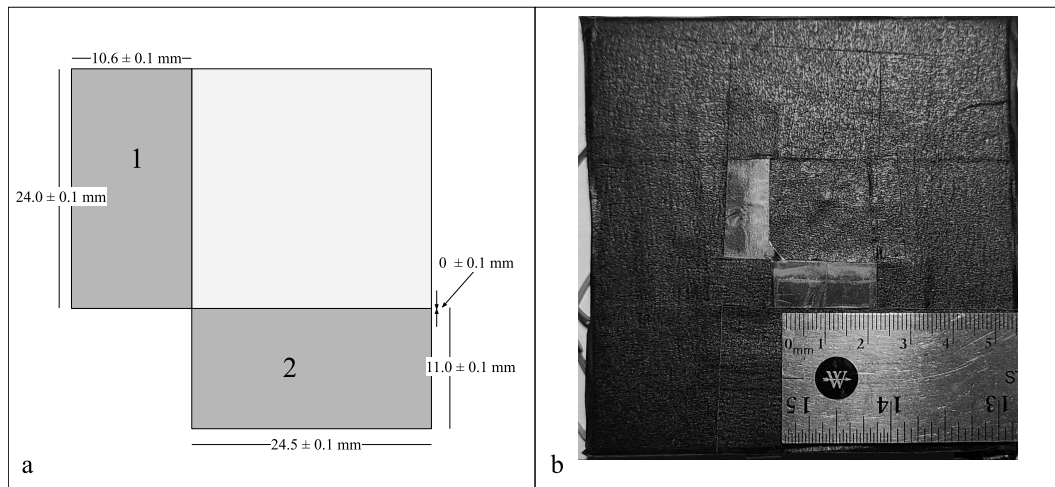 10.6 ± 0.1 mm
1
24.0 ± 0.1 mm
0 ± 0.1 mm
11.0 ± 0.1 mm
2
24.5 ± 0.1 mm
a
0 mm 1 2 3 4 5
W
S
15 14 13
b